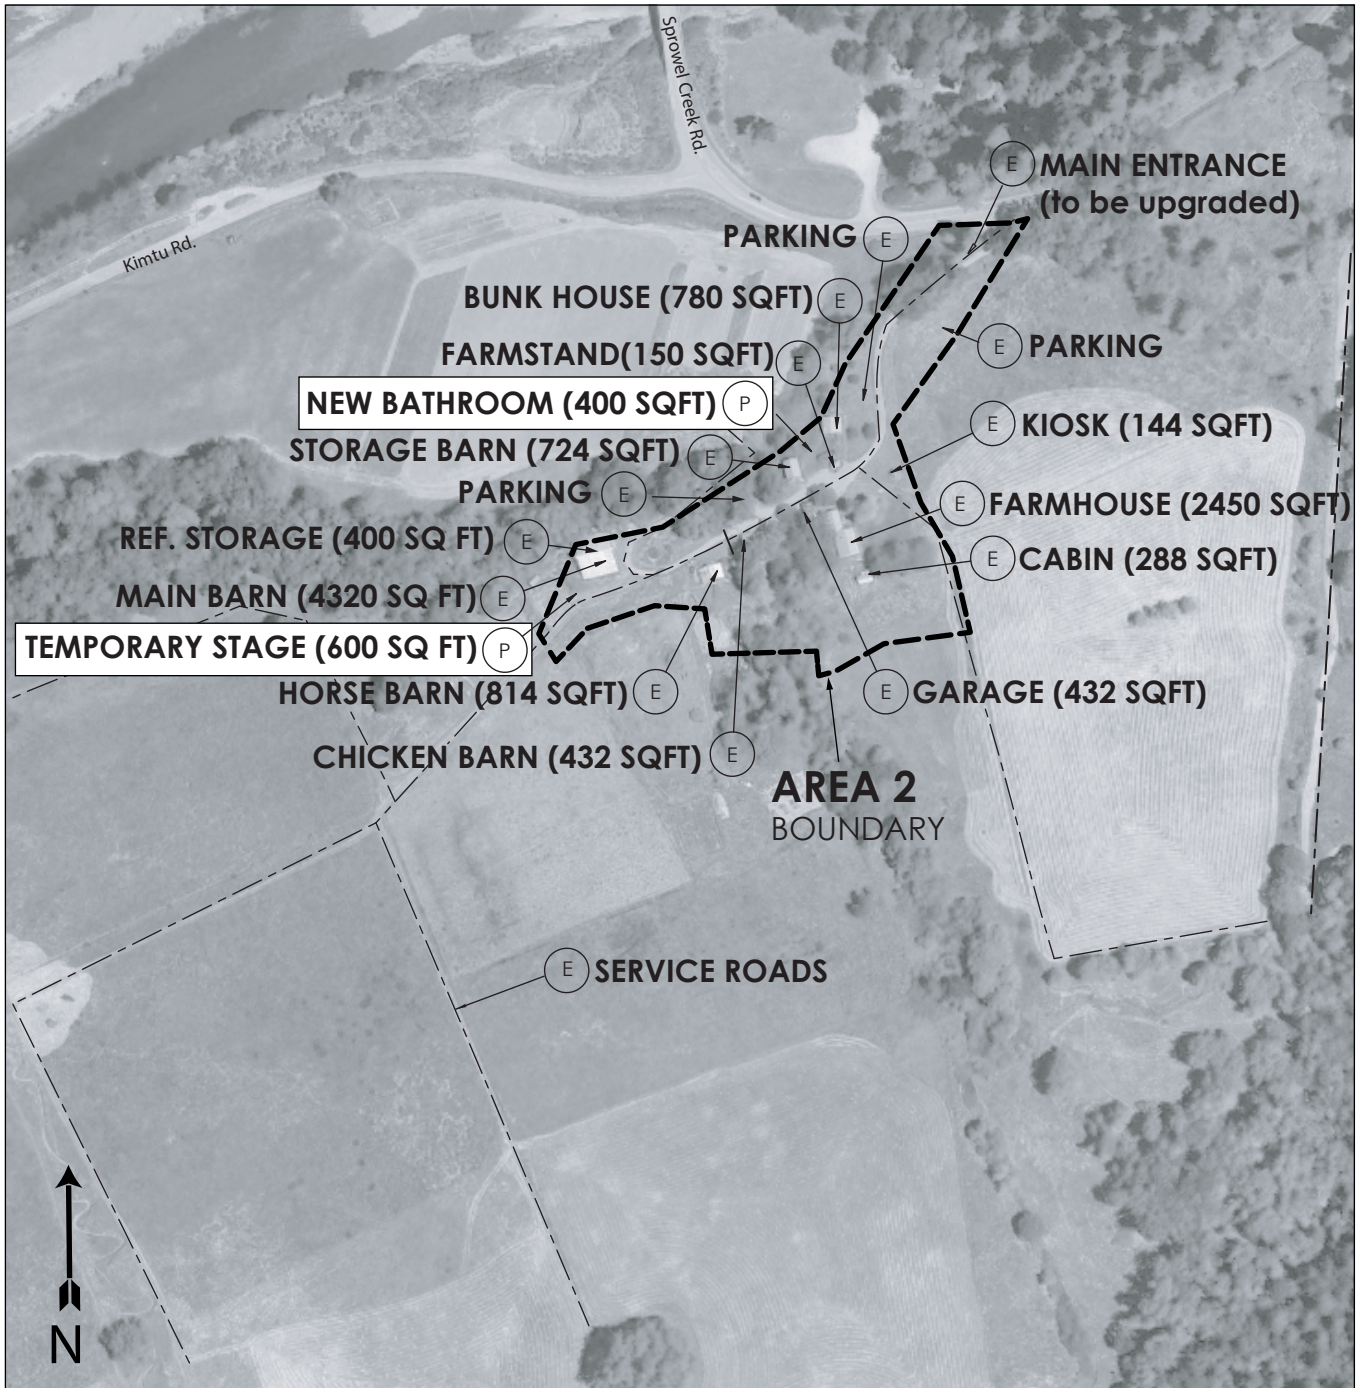 Sprowel Creek Rd.
E MAIN ENTRANCE
(to be upgraded)
Kimtu Rd.
PARKING E
BUNK HOUSE (780 SQFT) E
E PARKING
FARMSTAND(150 SQFT) E
NEW BATHROOM (400 SQFT) P
E KIOSK (144 SQFT)
STORAGE BARN (724 SQFT) E
PARKING E
E FARMHOUSE (2450 SQFT)
REF. STORAGE (400 SQ FT) E
E CABIN (288 SQFT)
MAIN BARN (4320 SQ FT) E
TEMPORARY STAGE (600 SQ FT) P
HORSE BARN (814 SQFT) E
E GARAGE (432 SQFT)
CHICKEN BARN (432 SQFT) E
AREA 2
BOUNDARY
E SERVICE ROADS
N